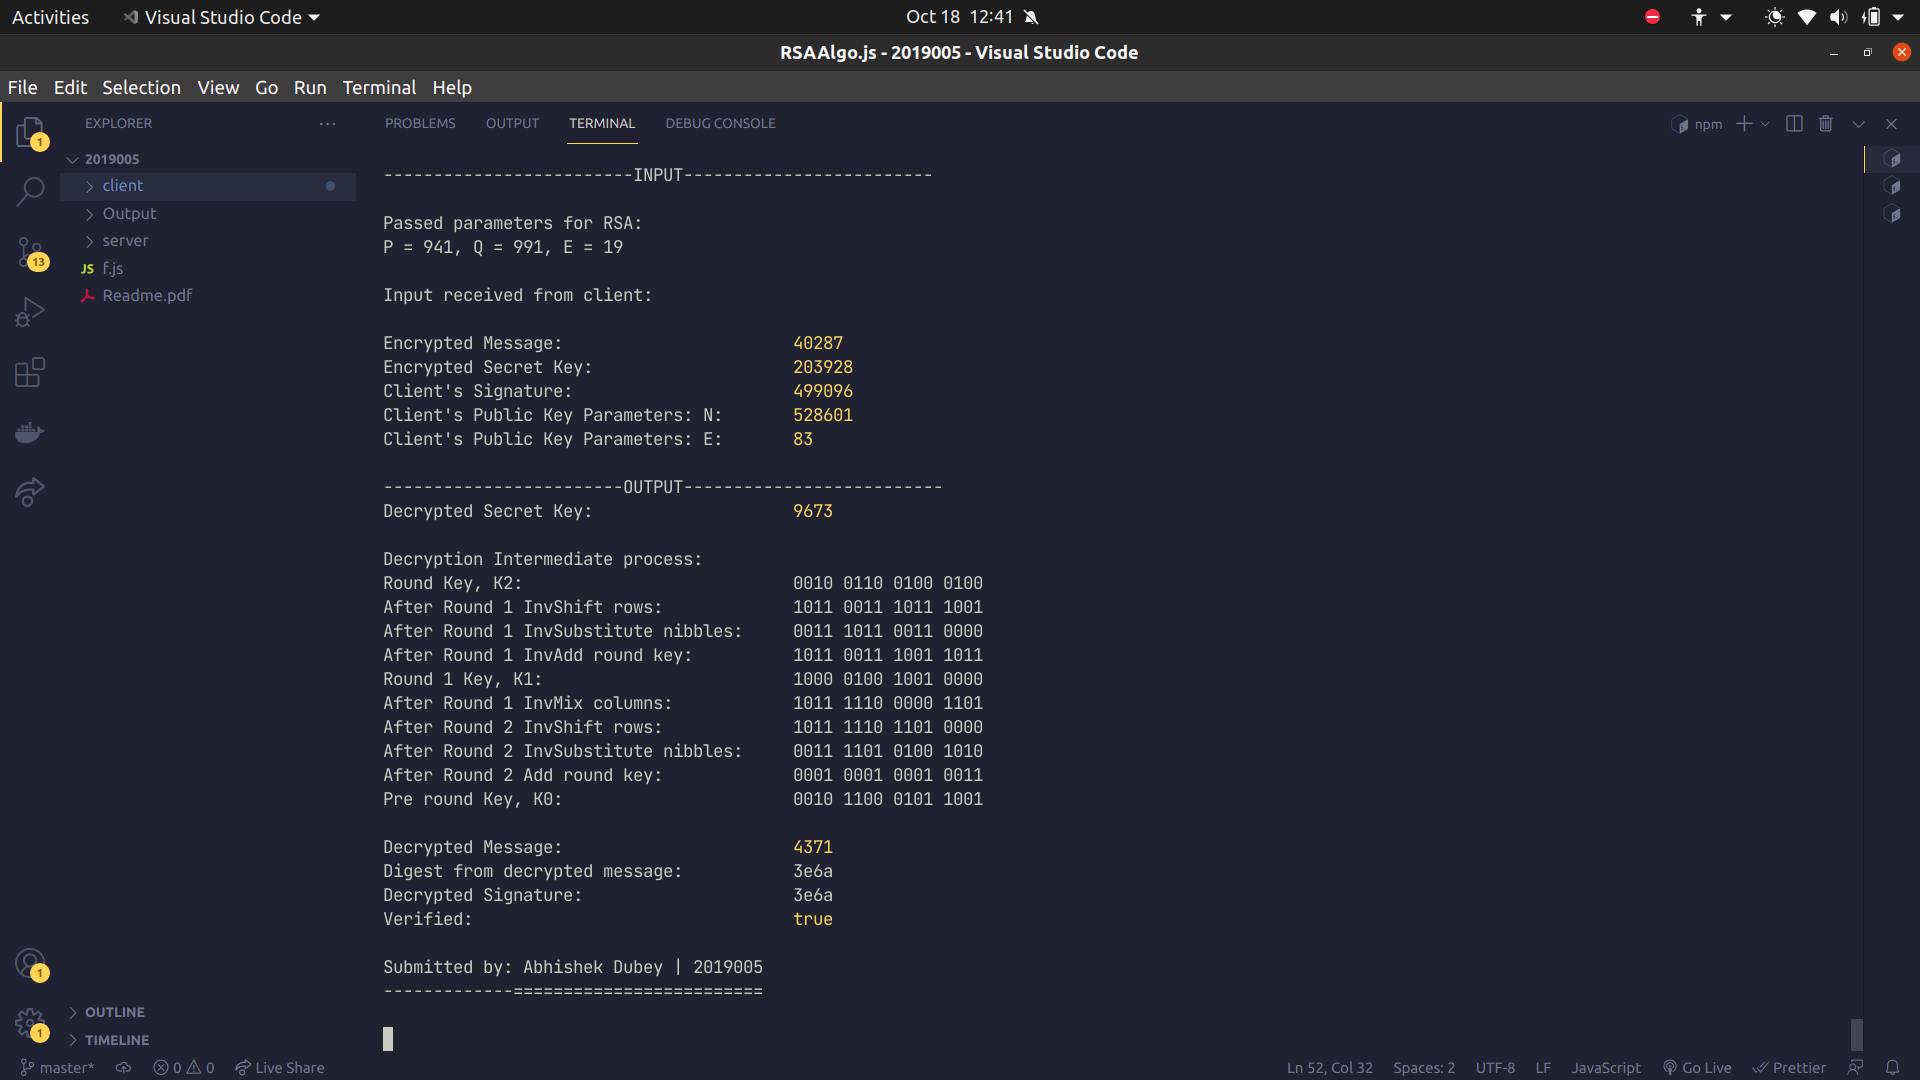 Activities
Visual Studio Code
Oct 18 12:41
RSAAlgo.js - 2019005 - Visual Studio Code
File Edit Selection View Go Run Terminal Help
EXPLORER
PROBLEMS OUTPUT TERMINAL DEBUG CONSOLE
npm
1
2019005
client
Output
server
JS f.js
Readme.pdf
13
-------------------------INPUT-------------------------
Passed parameters for RSA:
P = 941, Q = 991, E = 19
Input received from client:
Encrypted Message: 40287
Encrypted Secret Key: 203928
Client's Signature: 499096
Client's Public Key Parameters: N: 528601
Client's Public Key Parameters: E: 83
------------------------OUTPUT--------------------------
Decrypted Secret Key: 9673
Decryption Intermediate process:
Round Key, K2: 0010 0110 0100 0100
After Round 1 InvShift rows: 1011 0011 1011 1001
After Round 1 InvSubstitute nibbles: 0011 1011 0011 0000
After Round 1 InvAdd round key: 1011 0011 1001 1011
Round 1 Key, K1: 1000 0100 1001 0000
After Round 1 InvMix columns: 1011 1110 0000 1101
After Round 2 InvShift rows: 1011 1110 1101 0000
After Round 2 InvSubstitute nibbles: 0011 1101 0100 1010
After Round 2 Add round key: 0001 0001 0001 0011
Pre round Key, K0: 0010 1100 0101 1001
Decrypted Message: 4371
Digest from decrypted message: 3e6a
Decrypted Signature: 3e6a
Verified: true
Submitted by: Abhishek Dubey | 2019005
-------------=========================
1
1
OUTLINE
TIMELINE
master* 0 0 Live Share
Ln 52, Col 32 Spaces: 2 UTF-8 LF JavaScript Go Live Prettier